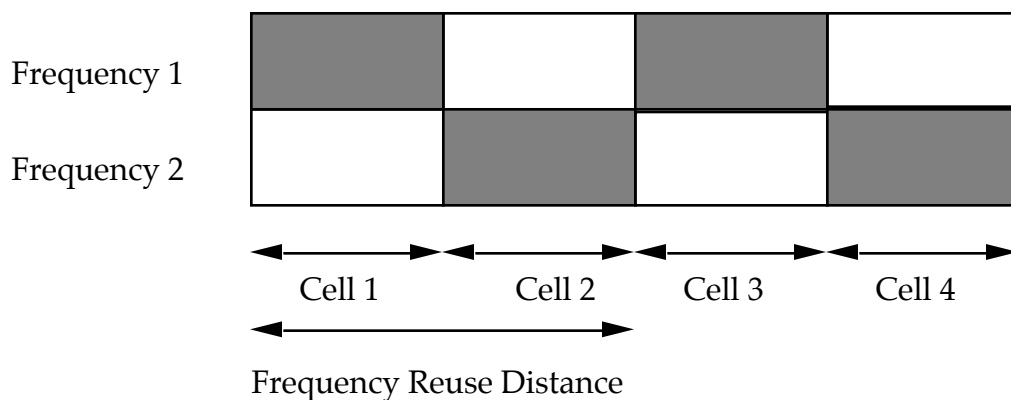 Frequency 1
Frequency 2
Cell 1 Cell 2 Cell 3 Cell 4
Frequency Reuse Distance